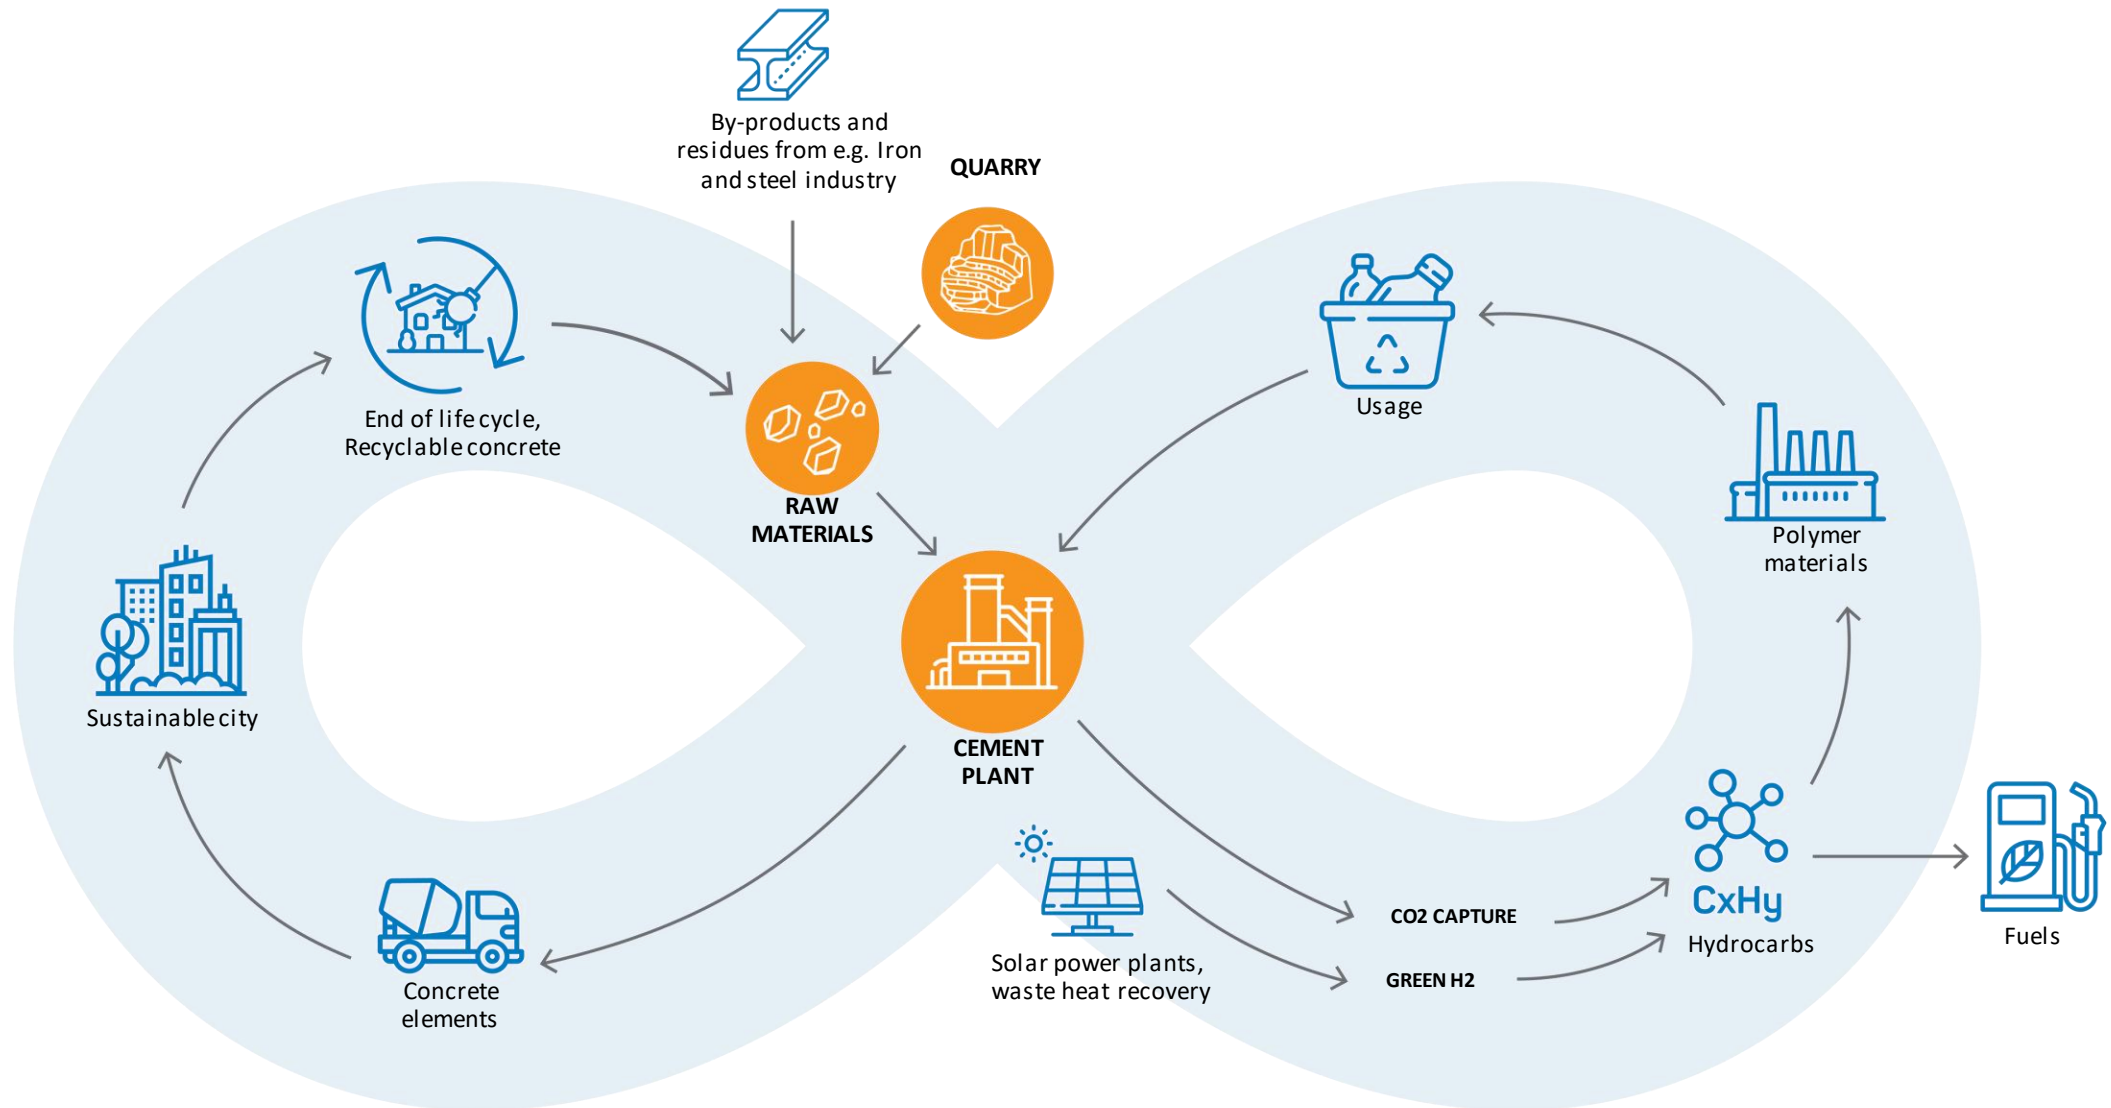 By-products and
residues from e.g. Iron
and steel industry
QUARRY
End of life cycle,
Recyclable concrete
RAW
MATERIALS
Usage
Polymer
materials
Sustainable city
CEMENT
PLANT
Concrete
elements
Solar power plants,
waste heat recovery
CO2 CAPTURE
GREEN H2
CxHy
Hydrocarbs
Fuels